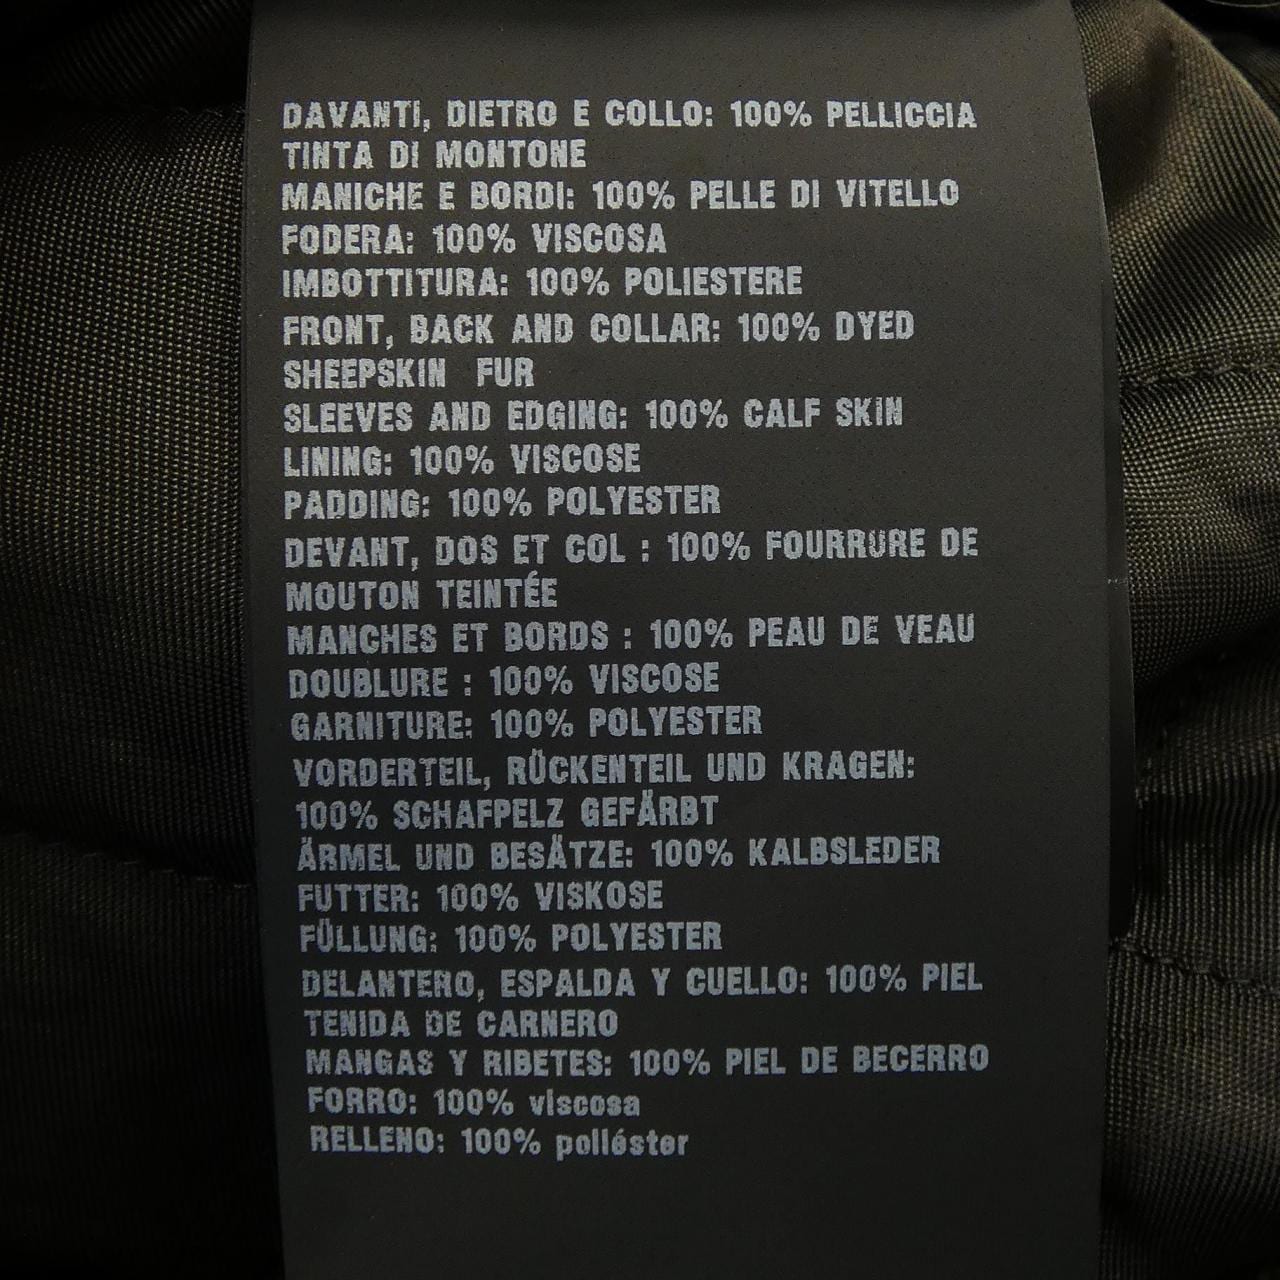 DAVANTI, DIETRO E COLLO: 100% PELLICCIA
TINTA DI MONTONE
MANICHE E BORDI: 100% PELLE DI VITELLO
FODERA: 100% VISCOSA
IMBOTTITURA: 100% POLIESTERE
FRONT, BACK AND COLLAR: 100% DYED
SHEEPSKIN FUR
SLEEVES AND EDGING: 100% CALF SKIN
LINING: 100% VISCOSE
PADDING: 100% POLYESTER
DEVANT, DOS ET COL : 100% FOURRURE DE
MOUTON TEINTÉE
MANCHES ET BORDS : 100% PEAU DE VEAU
DOUBLURE : 100% VISCOSE
GARNITURE: 100% POLYESTER
VORDERTEIL, RÜCKENTEIL UND KRAGEN:
100% SCHAFPELZ GEFÄRBT
ÄRMEL UND BESÄTZE: 100% KALBSLEDER
FUTTER: 100% VISKOSE
FÜLLUNG: 100% POLYESTER
DELANTERO, ESPALDA Y CUELLO: 100% PIEL
TENIDA DE CARNERO
MANGAS Y RIBETES: 100% PIEL DE BECERRO
FORRO: 100% viscosa
RELLENO: 100% poliéster